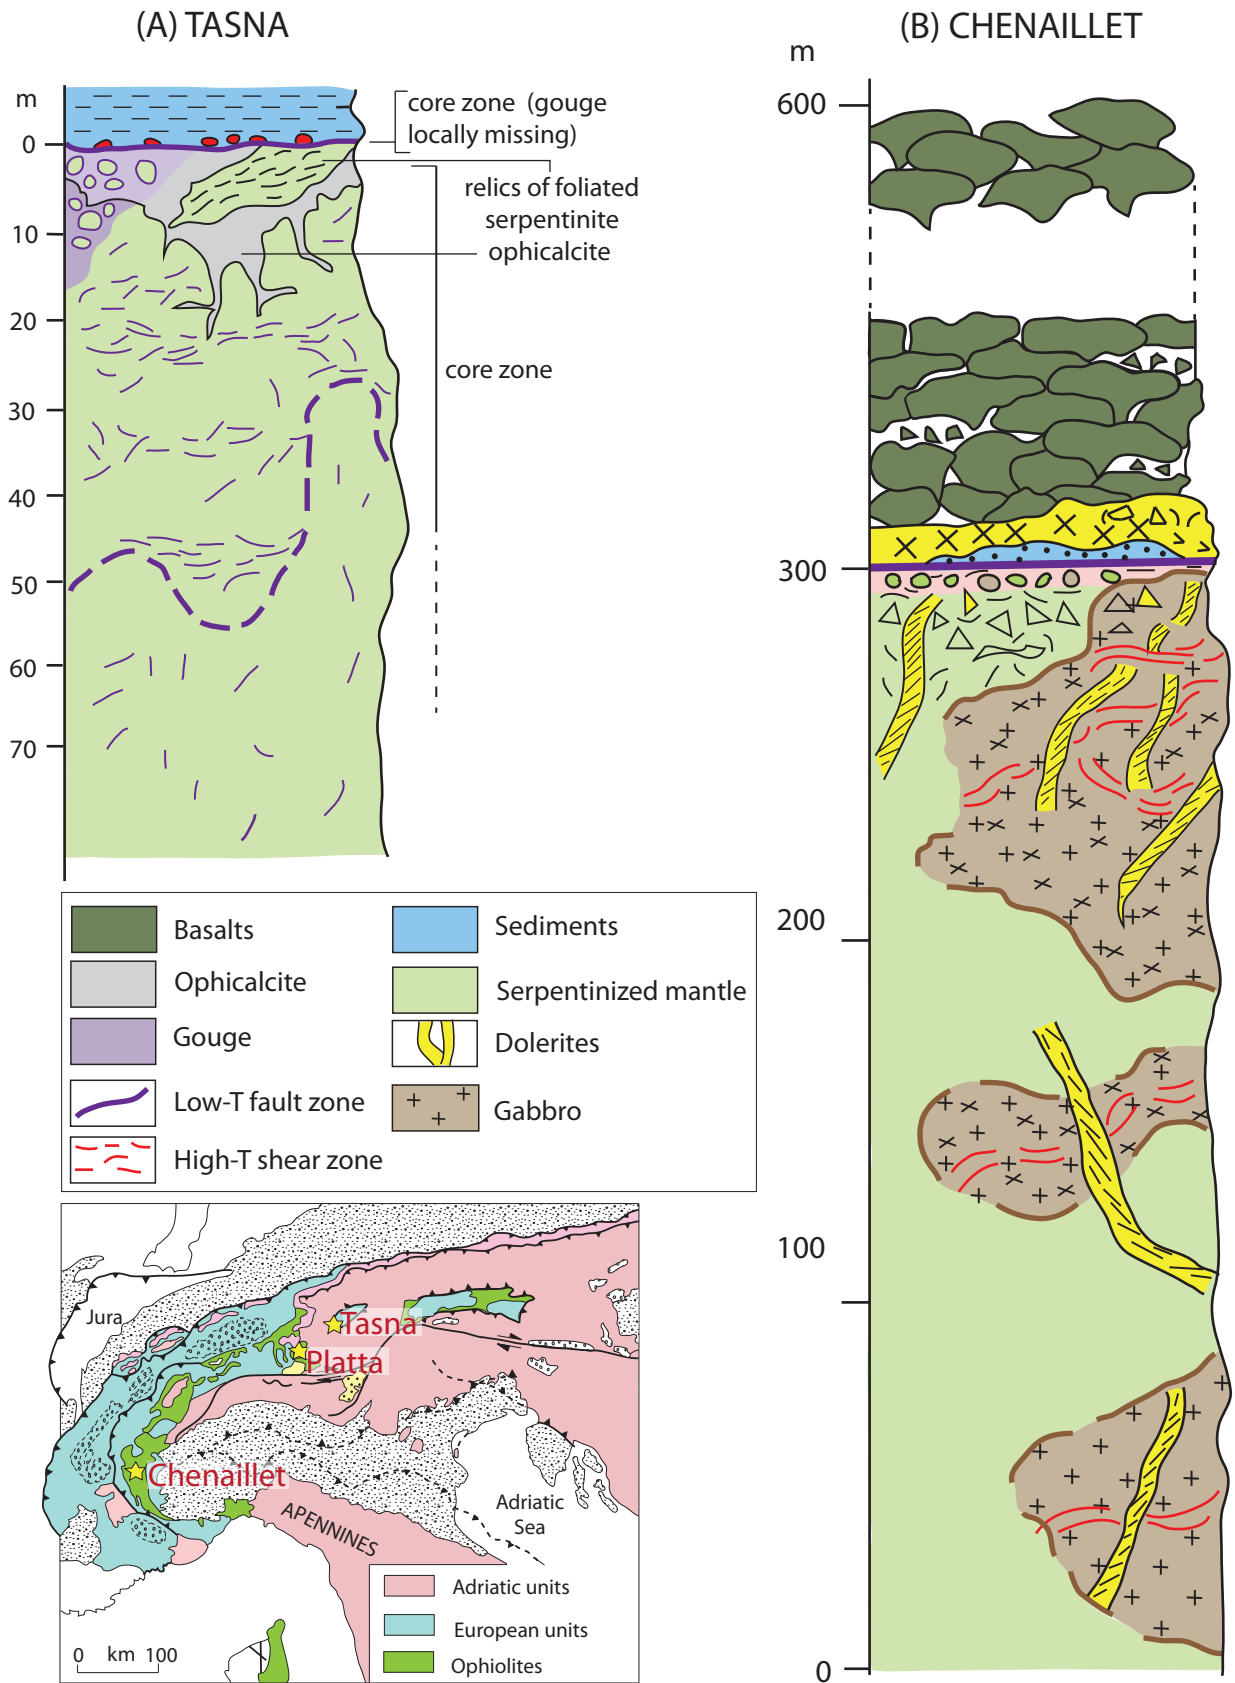 (A) TASNA
(B) CHENAILLET
m
0
10
20
30
40
50
60
70
core zone (gouge
locally missing)
relics of foliated
serpentinite
ophicalcite
core zone
m
600
300
200
100
0
Basalts
Ophicalcite
Gouge
Low-T fault zone
High-T shear zone
Sediments
Serpentinized mantle
Dolerites
Gabbro
Jura
Tasna
Platta
Chenaillet
APENNINES
Adriatic
Sea
0 km 100
Adriatic units
European units
Ophiolites